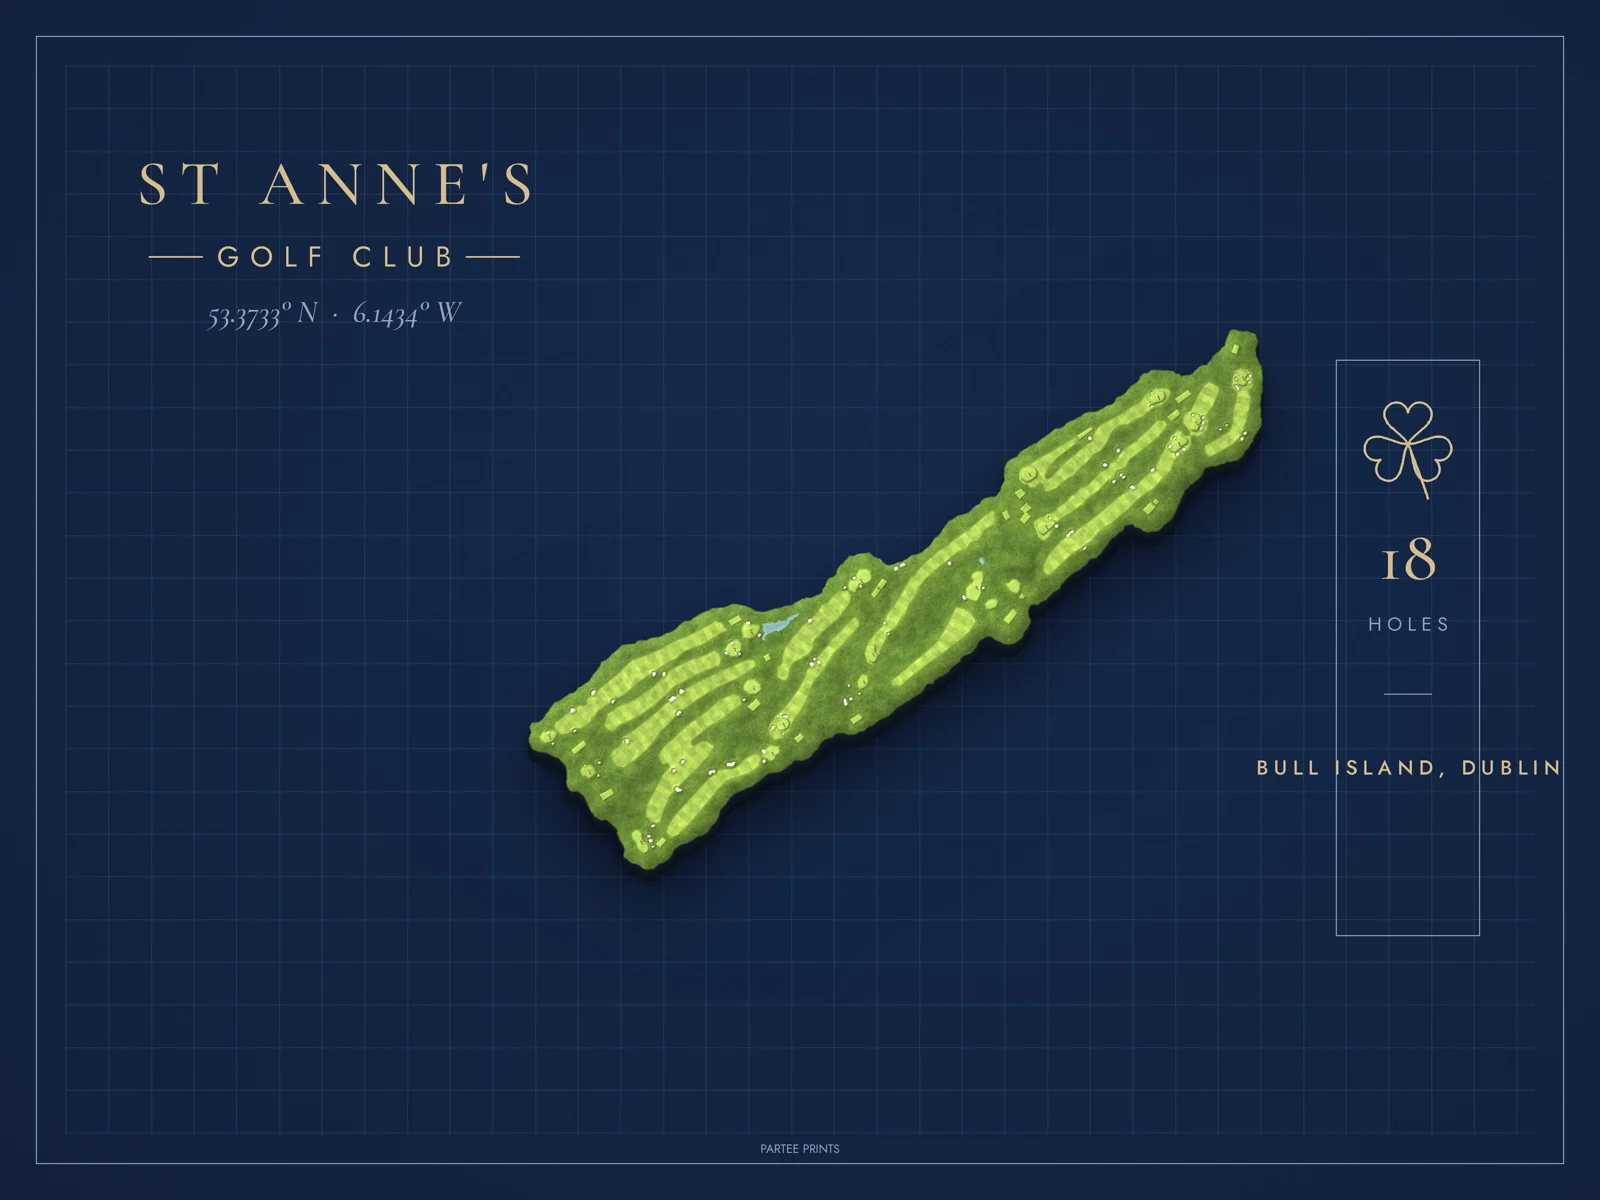 ST ANNE'S
GOLF CLUB
53.3733° N · 6.1434° W
18
HOLES
BULL ISLAND, DUBLIN
PARTEE PRINTS